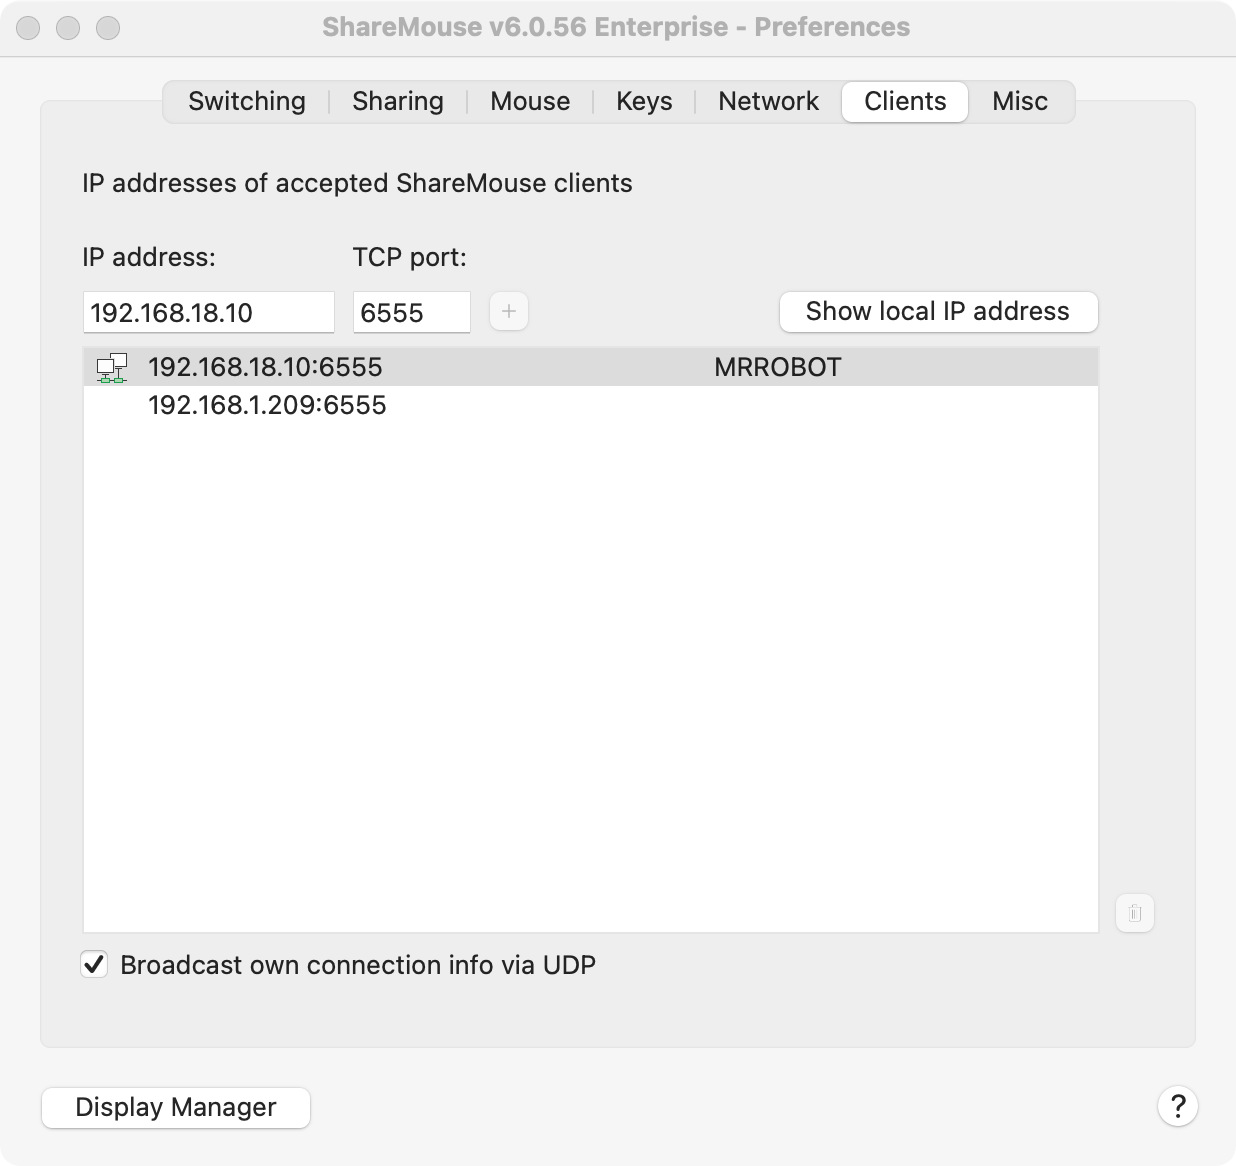 ShareMouse v6.0.56 Enterprise - Preferences
Switching Sharing Mouse Keys Network Clients Misc
IP addresses of accepted ShareMouse clients
IP address: TCP port:
192.168.18.10 6555 + Show local IP address
192.168.18.10:6555 MRROBOT
192.168.1.209:6555
Broadcast own connection info via UDP
Display Manager ?